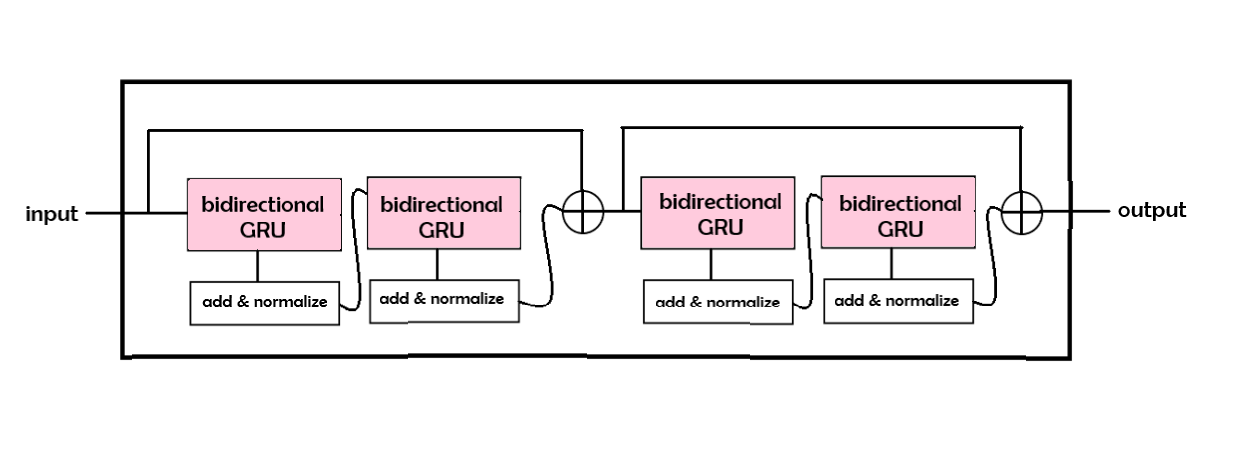 input
bidirectional
GRU
add & normalize
bidirectional
GRU
add & normalize
bidirectional
GRU
add & normalize
bidirectional
GRU
add & normalize
output